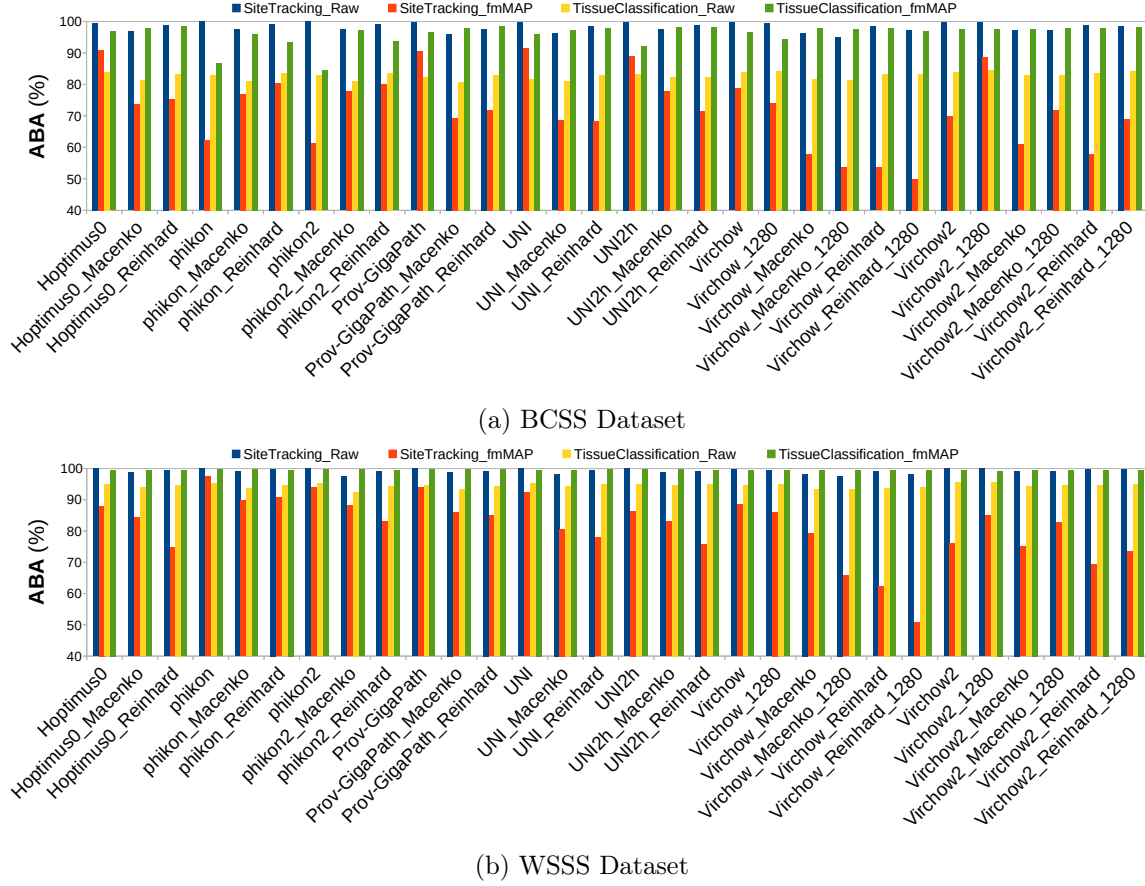 SiteTracking_Raw SiteTracking_fmMAP TissueClassification_Raw TissueClassification_fmMAP
ABA (%)
100
90
80
70
60
50
40
Hoptimus0
Hoptimus0_Macenko
Hoptimus0_Reinhard
phikon
phikon_Macenko
phikon_Reinhard
phikon2
phikon2_Macenko
phikon2_Reinhard
Prov-GigaPath
Prov-GigaPath_Macenko
Prov-GigaPath_Reinhard
UNI
UNI_Macenko
UNI_Reinhard
UNI2h
UNI2h_Macenko
UNI2h_Reinhard
Virchow
Virchow_1280
Virchow_Macenko
Virchow_Macenko_1280
Virchow_Reinhard
Virchow_Reinhard_1280
Virchow2
Virchow2_1280
Virchow2_Macenko
Virchow2_Macenko_1280
Virchow2_Reinhard
Virchow2_Reinhard_1280
(a) BCSS Dataset
SiteTracking_Raw SiteTracking_fmMAP TissueClassification_Raw TissueClassification_fmMAP
ABA (%)
100
90
80
70
60
50
40
Hoptimus0
Hoptimus0_Macenko
Hoptimus0_Reinhard
phikon
phikon_Macenko
phikon_Reinhard
phikon2
phikon2_Macenko
phikon2_Reinhard
Prov-GigaPath
Prov-GigaPath_Macenko
Prov-GigaPath_Reinhard
UNI
UNI_Macenko
UNI_Reinhard
UNI2h
UNI2h_Macenko
UNI2h_Reinhard
Virchow
Virchow_1280
Virchow_Macenko
Virchow_Macenko_1280
Virchow_Reinhard
Virchow_Reinhard_1280
Virchow2
Virchow2_1280
Virchow2_Macenko
Virchow2_Macenko_1280
Virchow2_Reinhard
Virchow2_Reinhard_1280
(b) WSSS Dataset